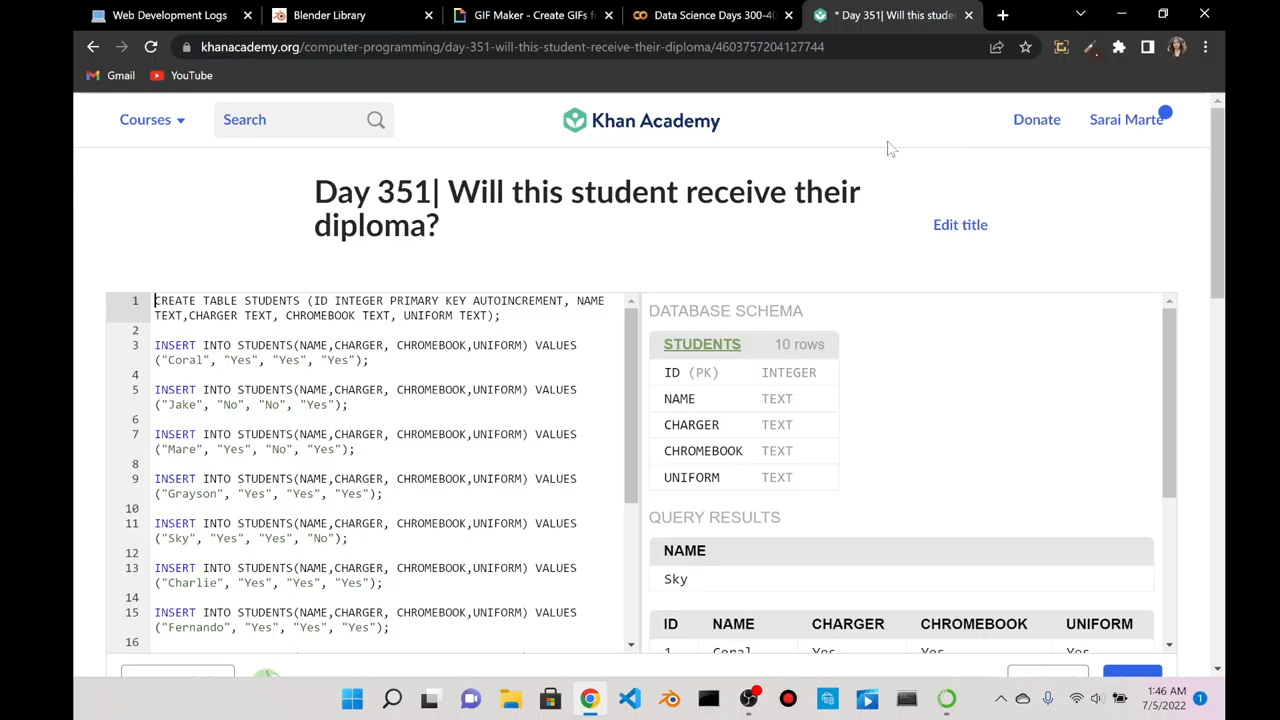 Web Development Logs
Blender Library
GIF Maker - Create GIFs f
Data Science Days 300-40
* Day 351| Will this stude
khanacademy.org/computer-programming/day-351-will-this-student-receive-their-diploma/4603757204127744
Gmail
YouTube
Courses
Search
Khan Academy
Donate
Sarai Marte
Day 351| Will this student receive their
diploma?
Edit title
1 CREATE TABLE STUDENTS (ID INTEGER PRIMARY KEY AUTOINCREMENT, NAME
TEXT,CHARGER TEXT, CHROMEBOOK TEXT, UNIFORM TEXT);
2
3 INSERT INTO STUDENTS(NAME,CHARGER, CHROMEBOOK,UNIFORM) VALUES
("Coral", "Yes", "Yes", "Yes");
4
5 INSERT INTO STUDENTS(NAME,CHARGER, CHROMEBOOK,UNIFORM) VALUES
("Jake", "No", "No", "Yes");
6
7 INSERT INTO STUDENTS(NAME,CHARGER, CHROMEBOOK,UNIFORM) VALUES
("Mare", "Yes", "No", "Yes");
8
9 INSERT INTO STUDENTS(NAME,CHARGER, CHROMEBOOK,UNIFORM) VALUES
("Grayson", "Yes", "Yes", "Yes");
10
11 INSERT INTO STUDENTS(NAME,CHARGER, CHROMEBOOK,UNIFORM) VALUES
("Sky", "Yes", "Yes", "No");
12
13 INSERT INTO STUDENTS(NAME,CHARGER, CHROMEBOOK,UNIFORM) VALUES
("Charlie", "Yes", "Yes", "Yes");
14
15 INSERT INTO STUDENTS(NAME,CHARGER, CHROMEBOOK,UNIFORM) VALUES
("Fernando", "Yes", "Yes", "Yes");
16
DATABASE SCHEMA
STUDENTS 10 rows
ID (PK) INTEGER
NAME TEXT
CHARGER TEXT
CHROMEBOOK TEXT
UNIFORM TEXT
QUERY RESULTS
NAME
Sky
ID NAME CHARGER CHROMEBOOK UNIFORM
1 Coral Yes Yes Yes
1:46 AM
7/5/2022
1